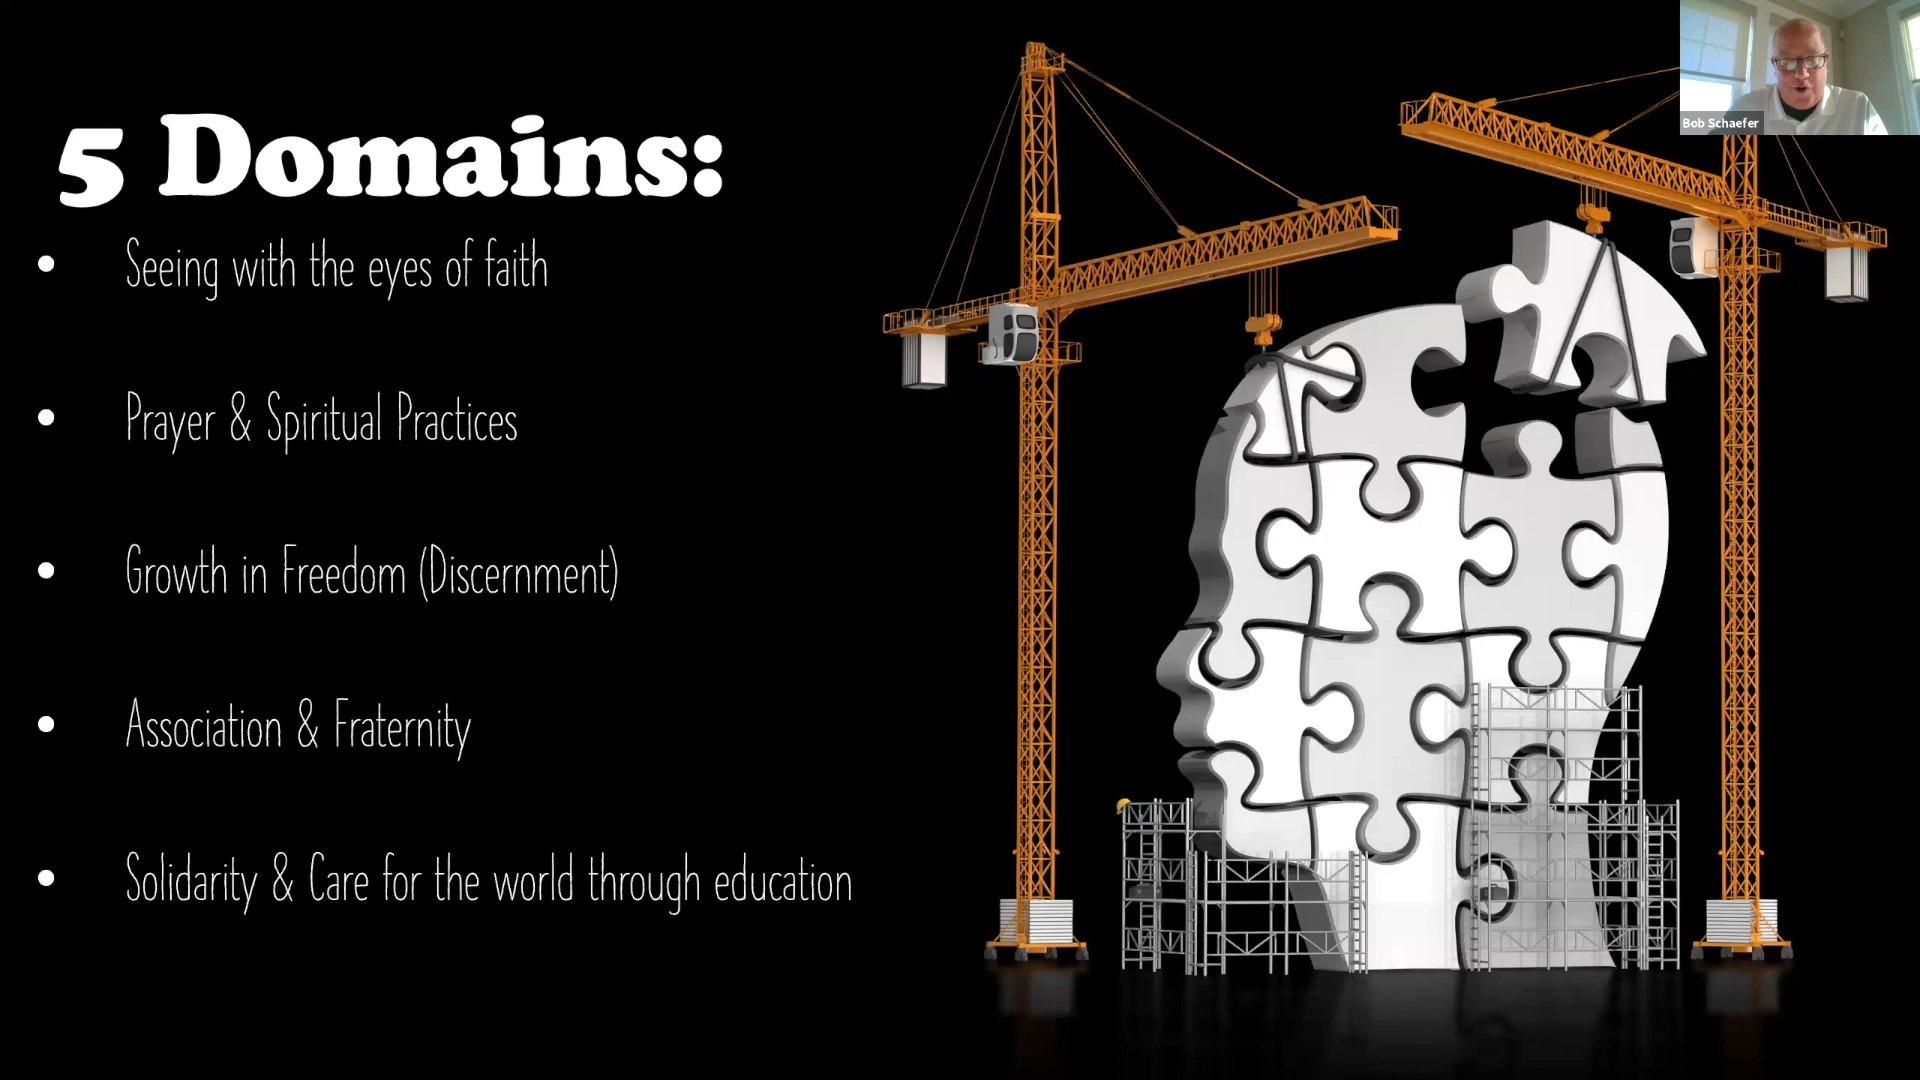 5 Domains:
Seeing with the eyes of faith
Prayer & Spiritual Practices
Growth in Freedom (Discernment)
Association & Fraternity
Solidarity & Care for the world through education
Bob Schaefer